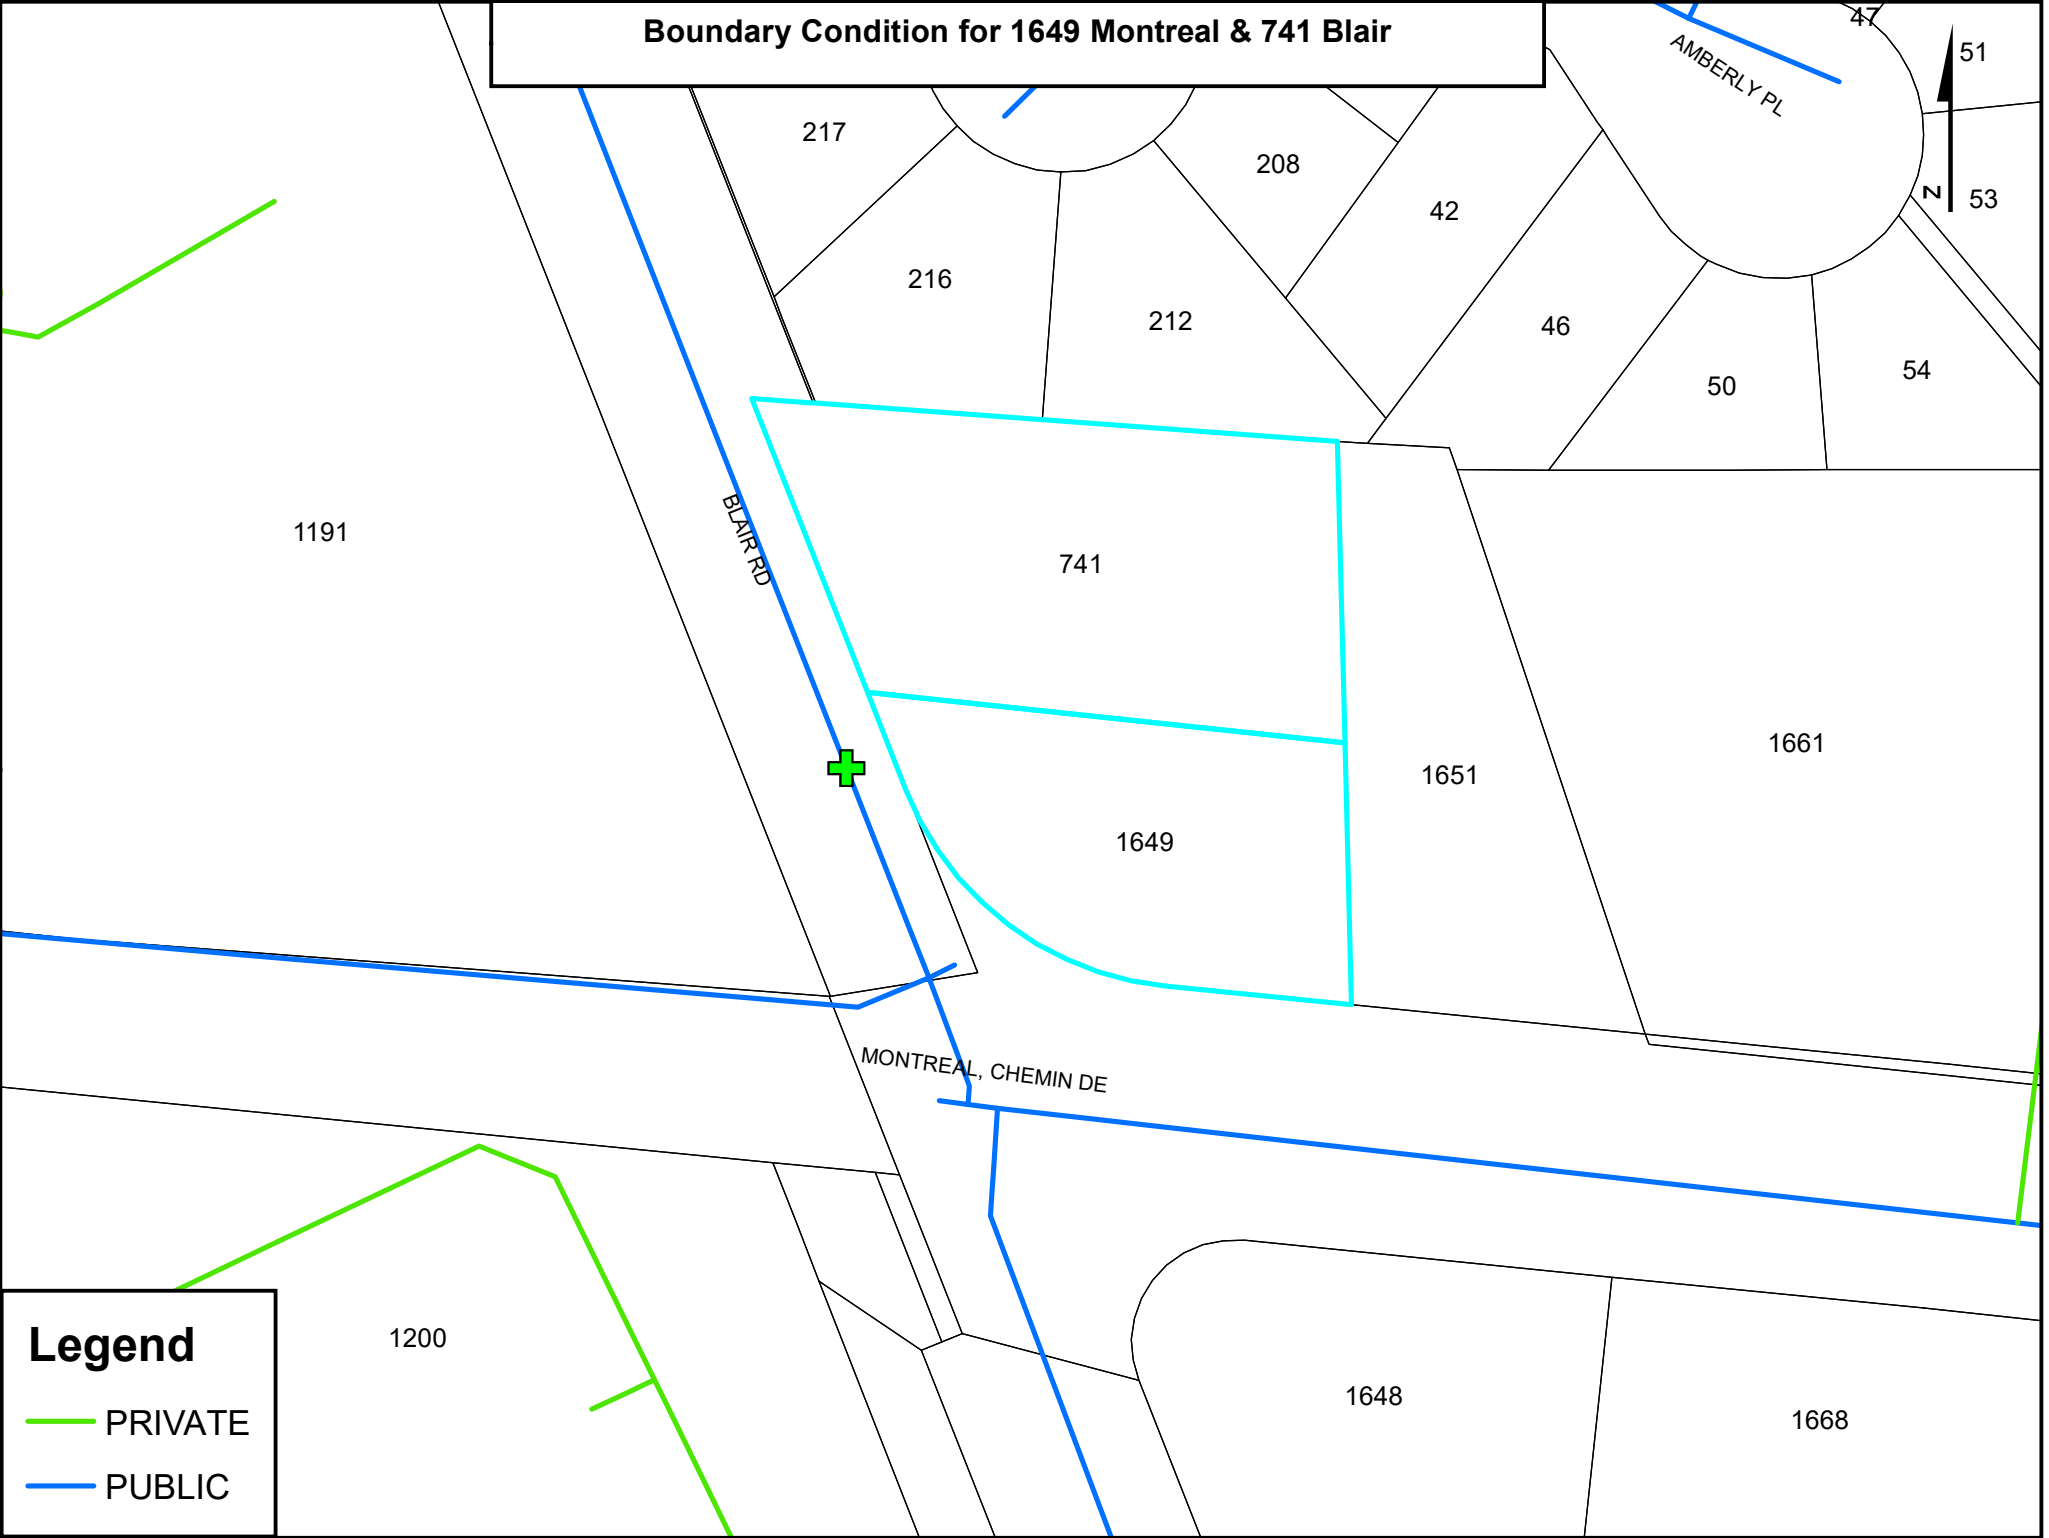 Boundary Condition for 1649 Montreal & 741 Blair
47
51
AMBERLY PL
217
208
42
N
53
216
212
46
50
54
BLAIR RD
1191
741
1661
1651
1649
MONTREAL, CHEMIN DE
1200
1648
1668
Legend
PRIVATE
PUBLIC